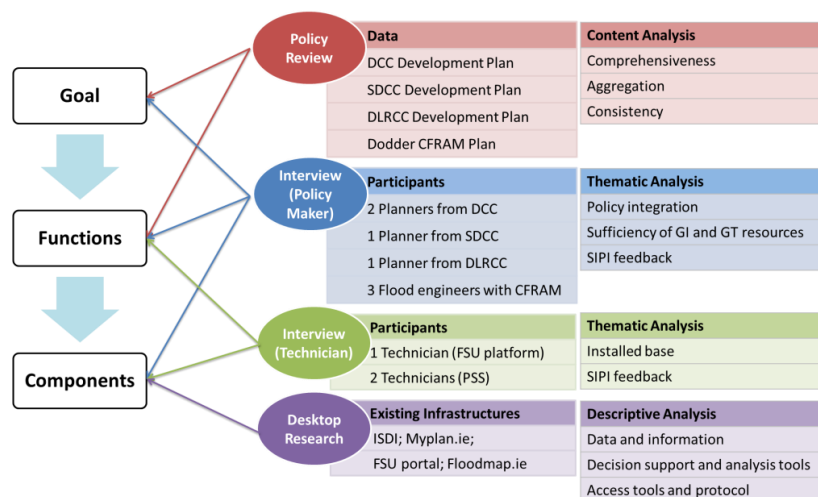 Goal
Functions
Components
Policy
Review
Data
DCC Development Plan
SDCC Development Plan
DLRCC Development Plan
Dodder CFRAM Plan
Content Analysis
Comprehensiveness
Aggregation
Consistency
Interview
(Policy
Maker)
Participants
2 Planners from DCC
1 Planner from SDCC
1 Planner from DLRCC
3 Flood engineers with CFRAM
Thematic Analysis
Policy integration
Sufficiency of GI and GT resources
SIPI feedback
Interview
(Technician)
Participants
1 Technician (FSU platform)
2 Technicians (PSS)
Thematic Analysis
Installed base
SIPI feedback
Desktop
Research
Existing Infrastructures
ISDI; Myplan.ie;
FSU portal; Floodmap.ie
Descriptive Analysis
Data and information
Decision support and analysis tools
Access tools and protocol